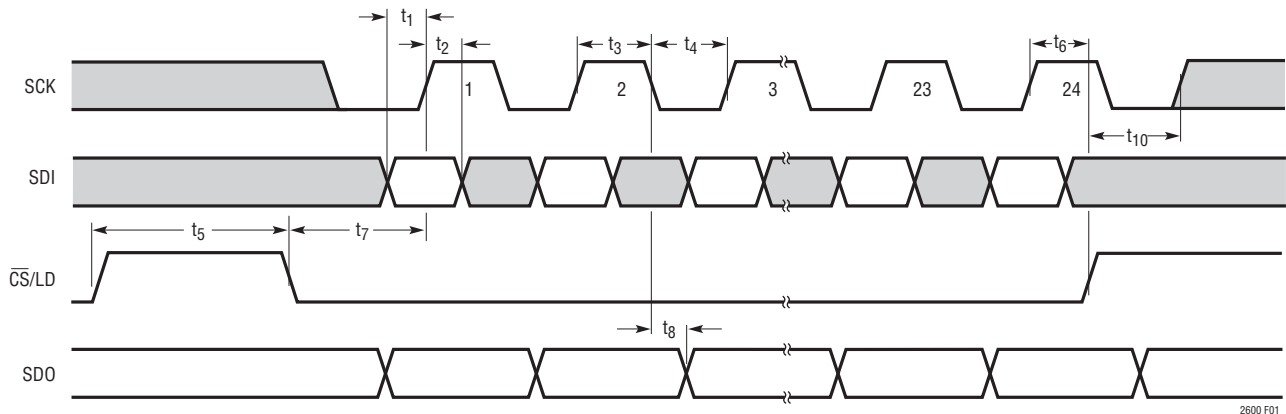 t1
t2 t3 t4 t6
SCK 1 2 3 23 24
t10
SDI
t5 t7
C̅S̅/LD
t8
SDO
2600 F01